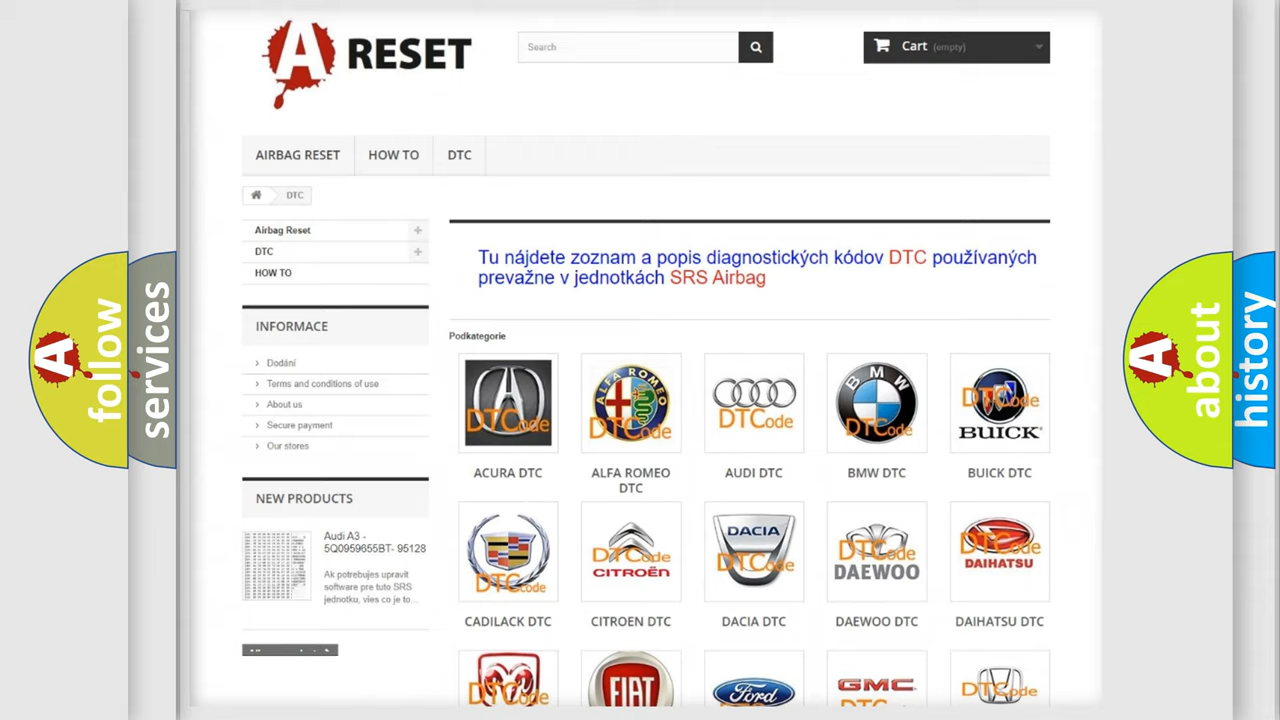 A RESET
Search
Cart (empty)
AIRBAG RESET
HOW TO
DTC
DTC
Airbag Reset
DTC
HOW TO
Tu nájdete zoznam a popis diagnostických kódov DTC používaných
prevažne v jednotkách SRS Airbag
INFORMACE
Dodání
Terms and conditions of use
About us
Secure payment
Our stores
NEW PRODUCTS
Audi A3 -
5Q0959655BT- 95128
Ak potrebujes upravit
software pre tuto SRS
jednotku, vies co je to...
Podkategorie
DTCode
ALFA ROMEO
DTCode
DTCode
BMW
DTCode
DTCode
BUICK
ACURA DTC
ALFA ROMEO
DTC
AUDI DTC
BMW DTC
BUICK DTC
DTCode
DTCode
CITROËN
DACIA
DTCode
DTCode
DAEWOO
DTCode
DAIHATSU
CADILACK DTC
CITROEN DTC
DACIA DTC
DAEWOO DTC
DAIHATSU DTC
DTCode
FIAT
Ford
GMC
DTCode
A follow
services
A about
history